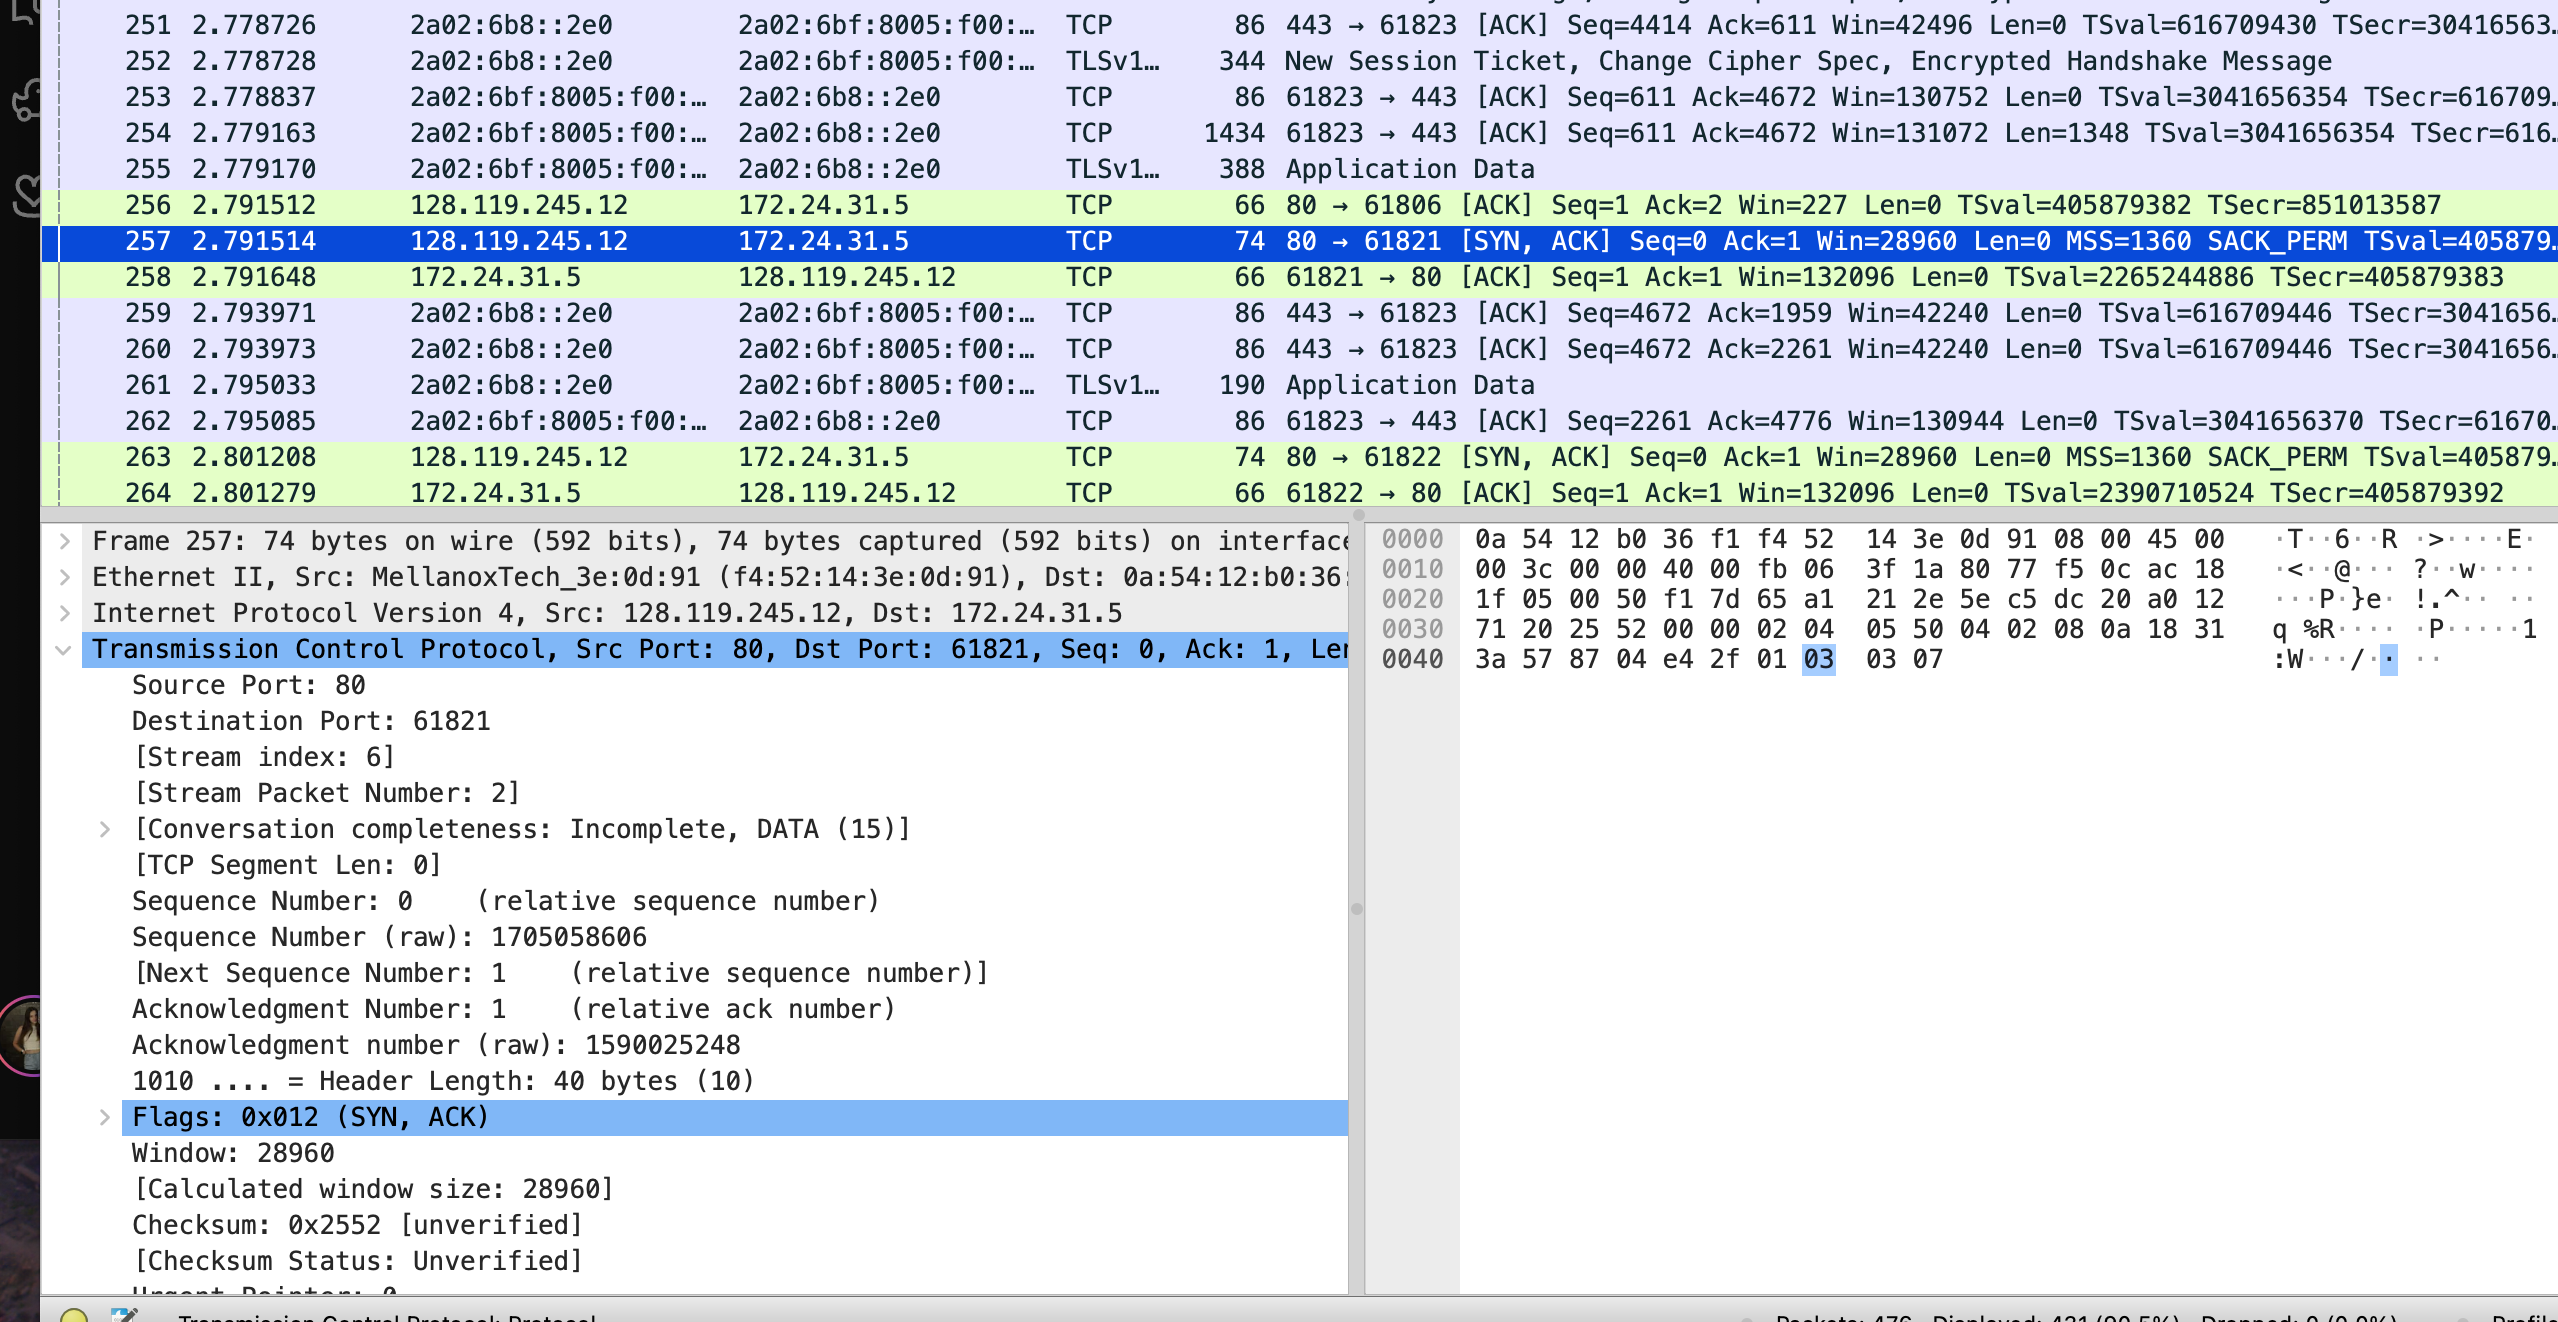 251 2.778726 2a02:6b8::2e0 2a02:6bf:8005:f00:… TCP 86 443 → 61823 [ACK] Seq=4414 Ack=611 Win=42496 Len=0 TSval=616709430 TSecr=30416563…
252 2.778728 2a02:6b8::2e0 2a02:6bf:8005:f00:… TLSv1… 344 New Session Ticket, Change Cipher Spec, Encrypted Handshake Message
253 2.778837 2a02:6bf:8005:f00:… 2a02:6b8::2e0 TCP 86 61823 → 443 [ACK] Seq=611 Ack=4672 Win=130752 Len=0 TSval=3041656354 TSecr=616709…
254 2.779163 2a02:6bf:8005:f00:… 2a02:6b8::2e0 TCP 1434 61823 → 443 [ACK] Seq=611 Ack=4672 Win=131072 Len=1348 TSval=3041656354 TSecr=616…
255 2.779170 2a02:6bf:8005:f00:… 2a02:6b8::2e0 TLSv1… 388 Application Data
256 2.791512 128.119.245.12 172.24.31.5 TCP 66 80 → 61806 [ACK] Seq=1 Ack=2 Win=227 Len=0 TSval=405879382 TSecr=851013587
257 2.791514 128.119.245.12 172.24.31.5 TCP 74 80 → 61821 [SYN, ACK] Seq=0 Ack=1 Win=28960 Len=0 MSS=1360 SACK_PERM TSval=405879…
258 2.791648 172.24.31.5 128.119.245.12 TCP 66 61821 → 80 [ACK] Seq=1 Ack=1 Win=132096 Len=0 TSval=2265244886 TSecr=405879383
259 2.793971 2a02:6b8::2e0 2a02:6bf:8005:f00:… TCP 86 443 → 61823 [ACK] Seq=4672 Ack=1959 Win=42240 Len=0 TSval=616709446 TSecr=3041656…
260 2.793973 2a02:6b8::2e0 2a02:6bf:8005:f00:… TCP 86 443 → 61823 [ACK] Seq=4672 Ack=2261 Win=42240 Len=0 TSval=616709446 TSecr=3041656…
261 2.795033 2a02:6b8::2e0 2a02:6bf:8005:f00:… TLSv1… 190 Application Data
262 2.795085 2a02:6bf:8005:f00:… 2a02:6b8::2e0 TCP 86 61823 → 443 [ACK] Seq=2261 Ack=4776 Win=130944 Len=0 TSval=3041656370 TSecr=61670…
263 2.801208 128.119.245.12 172.24.31.5 TCP 74 80 → 61822 [SYN, ACK] Seq=0 Ack=1 Win=28960 Len=0 MSS=1360 SACK_PERM TSval=405879…
264 2.801279 172.24.31.5 128.119.245.12 TCP 66 61822 → 80 [ACK] Seq=1 Ack=1 Win=132096 Len=0 TSval=2390710524 TSecr=405879392
Frame 257: 74 bytes on wire (592 bits), 74 bytes captured (592 bits) on interface
Ethernet II, Src: MellanoxTech_3e:0d:91 (f4:52:14:3e:0d:91), Dst: 0a:54:12:b0:36:
Internet Protocol Version 4, Src: 128.119.245.12, Dst: 172.24.31.5
Transmission Control Protocol, Src Port: 80, Dst Port: 61821, Seq: 0, Ack: 1, Len
Source Port: 80
Destination Port: 61821
[Stream index: 6]
[Stream Packet Number: 2]
[Conversation completeness: Incomplete, DATA (15)]
[TCP Segment Len: 0]
Sequence Number: 0 (relative sequence number)
Sequence Number (raw): 1705058606
[Next Sequence Number: 1 (relative sequence number)]
Acknowledgment Number: 1 (relative ack number)
Acknowledgment number (raw): 1590025248
1010 .... = Header Length: 40 bytes (10)
Flags: 0x012 (SYN, ACK)
Window: 28960
[Calculated window size: 28960]
Checksum: 0x2552 [unverified]
[Checksum Status: Unverified]
Urgent Pointer: 0
0000 0a 54 12 b0 36 f1 f4 52 14 3e 0d 91 08 00 45 00 ·T··6··R ·>····E·
0010 00 3c 00 00 40 00 fb 06 3f 1a 80 77 f5 0c ac 18 ·<··@··· ?··w····
0020 1f 05 00 50 f1 7d 65 a1 21 2e 5e c5 dc 20 a0 12 ···P·}e· !.^·· ··
0030 71 20 25 52 00 00 02 04 05 50 04 02 08 0a 18 31 q %R···· ·P·····1
0040 3a 57 87 04 e4 2f 01 03 03 07 :W···/·· ··
Transmission Control Protocol: Protocol
Packets: 476 · Displayed: 431 (90.5%) · Dropped: 0 (0.0%)
Profile